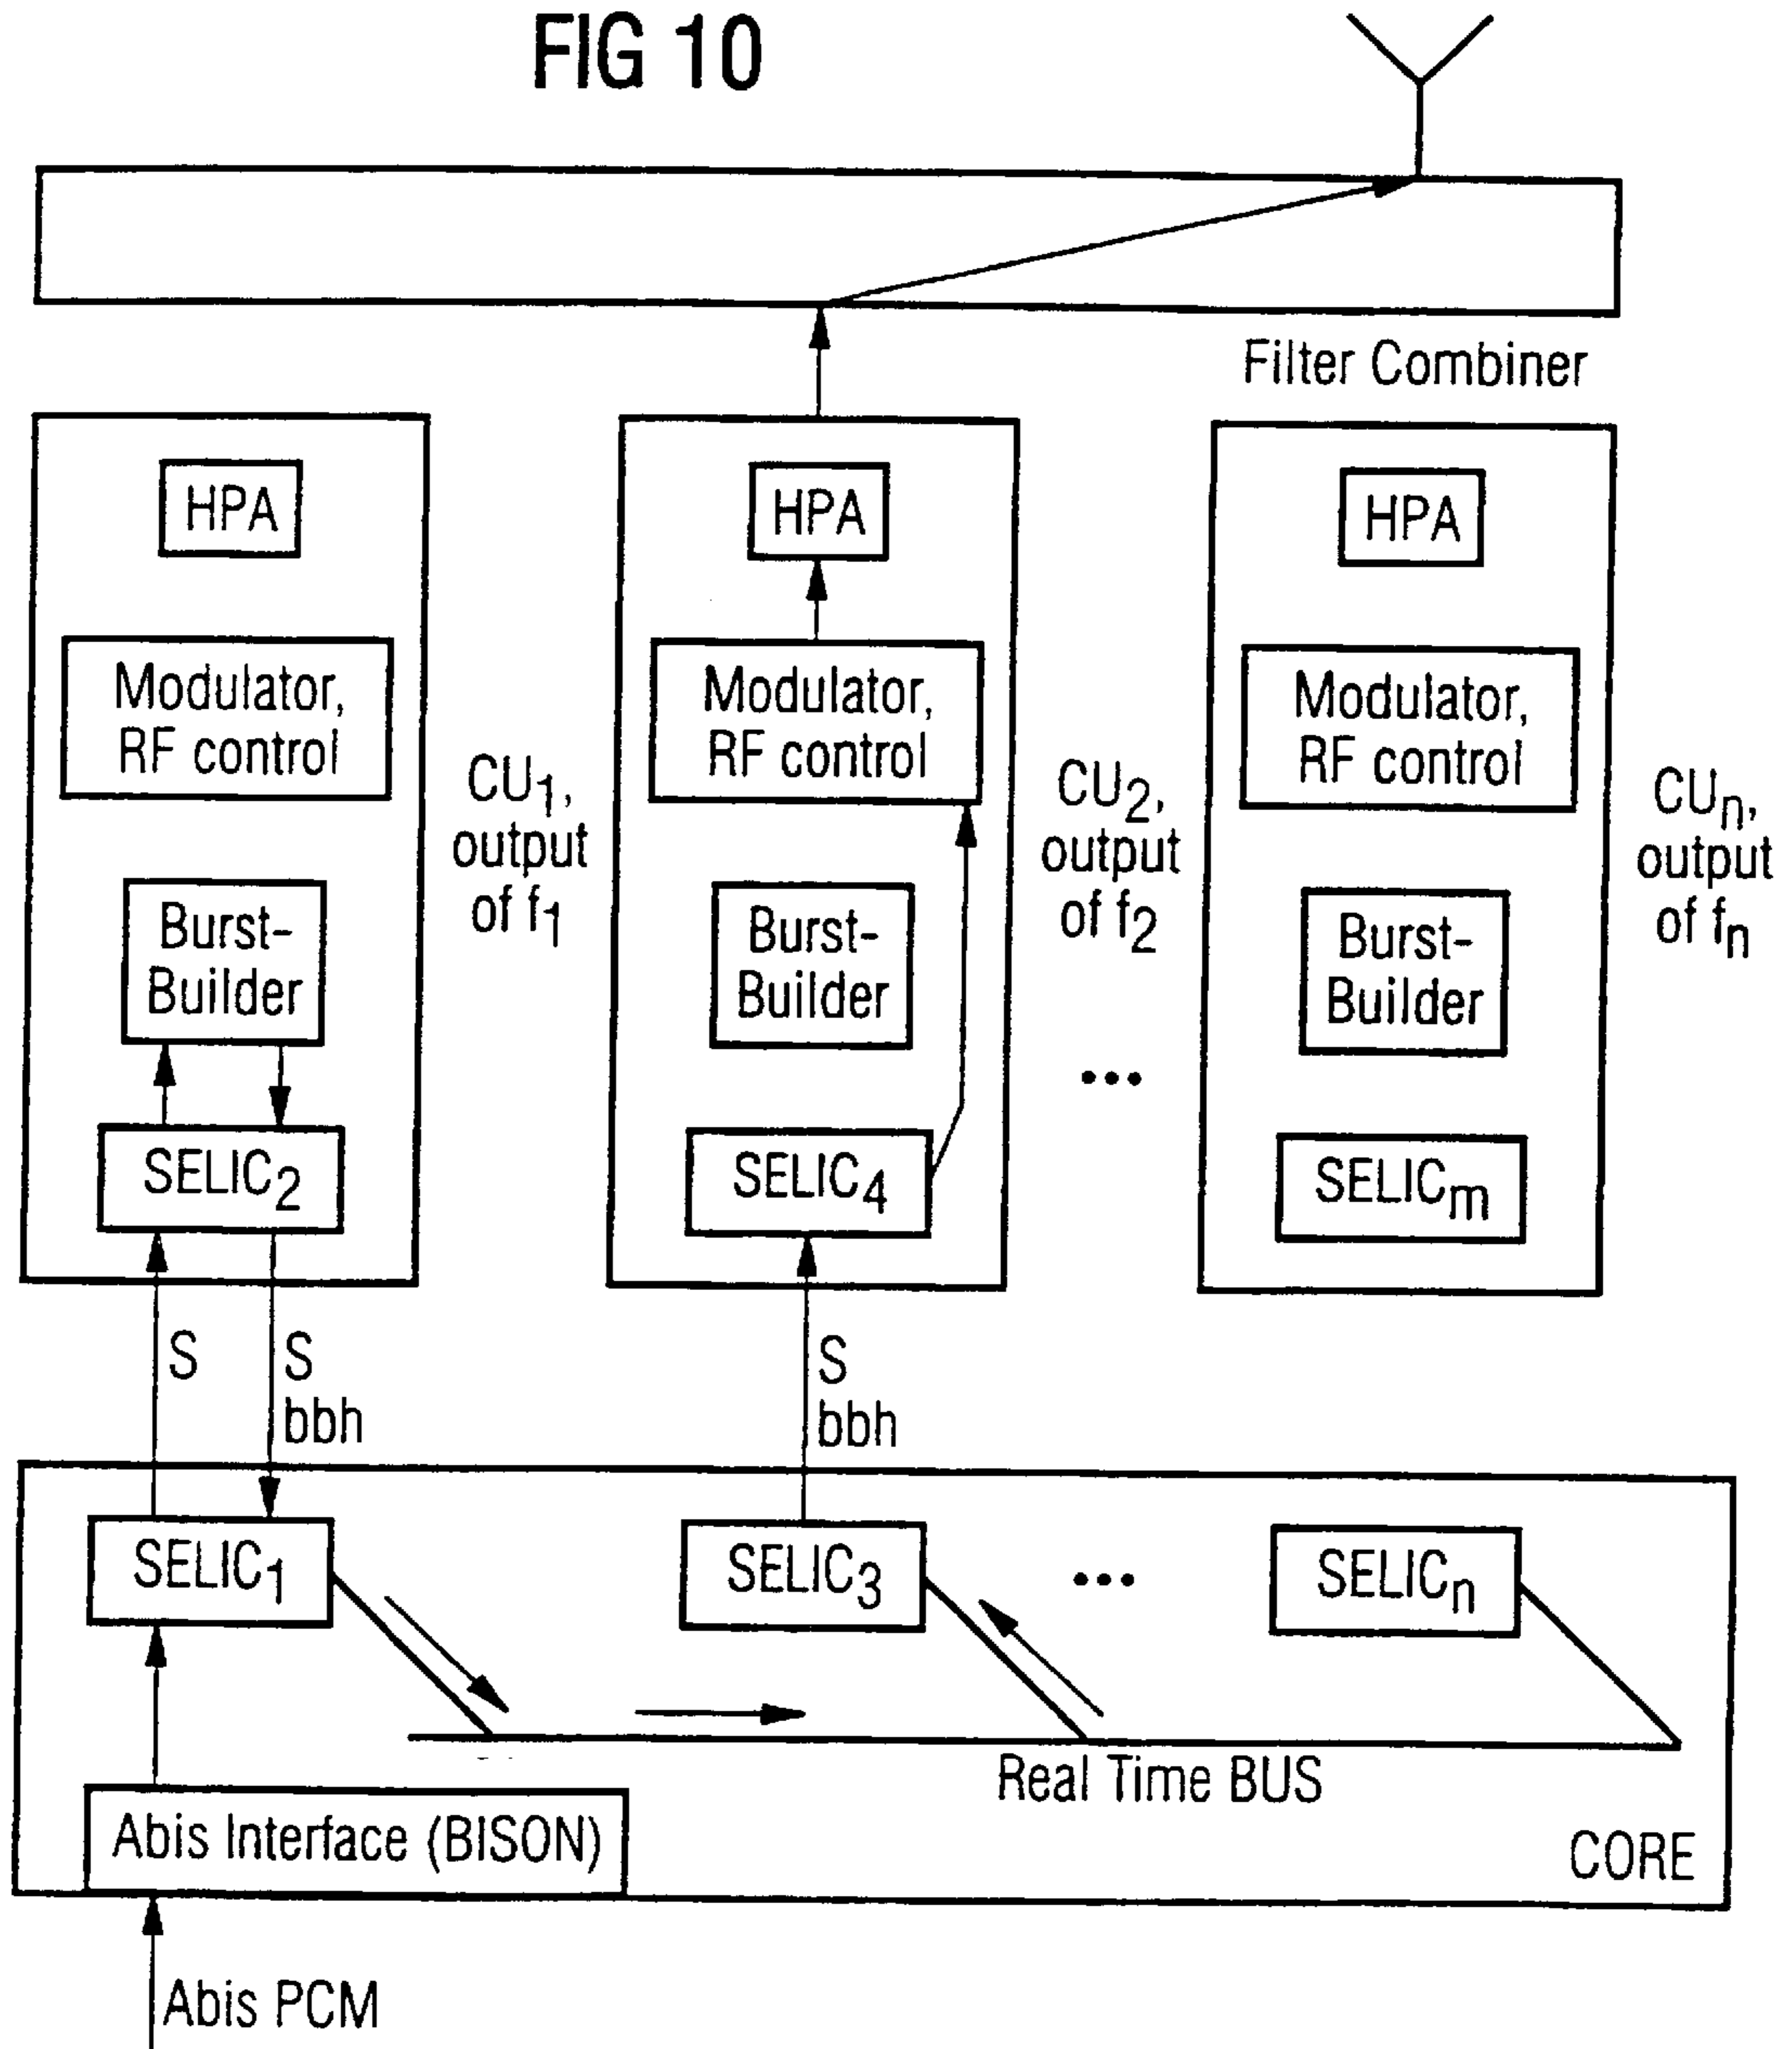 FIG 10
Filter Combiner
HPA
Modulator,
RF control
Burst-
Builder
SELIC2
CU1,
output
of f1
HPA
Modulator,
RF control
Burst-
Builder
SELIC4
CU2,
output
of f2
...
HPA
Modulator,
RF control
Burst-
Builder
SELICm
CUn,
output
of fn
S
S
bbh
S
bbh
SELIC1
SELIC3
...
SELICn
Real Time BUS
Abis Interface (BISON)
CORE
Abis PCM